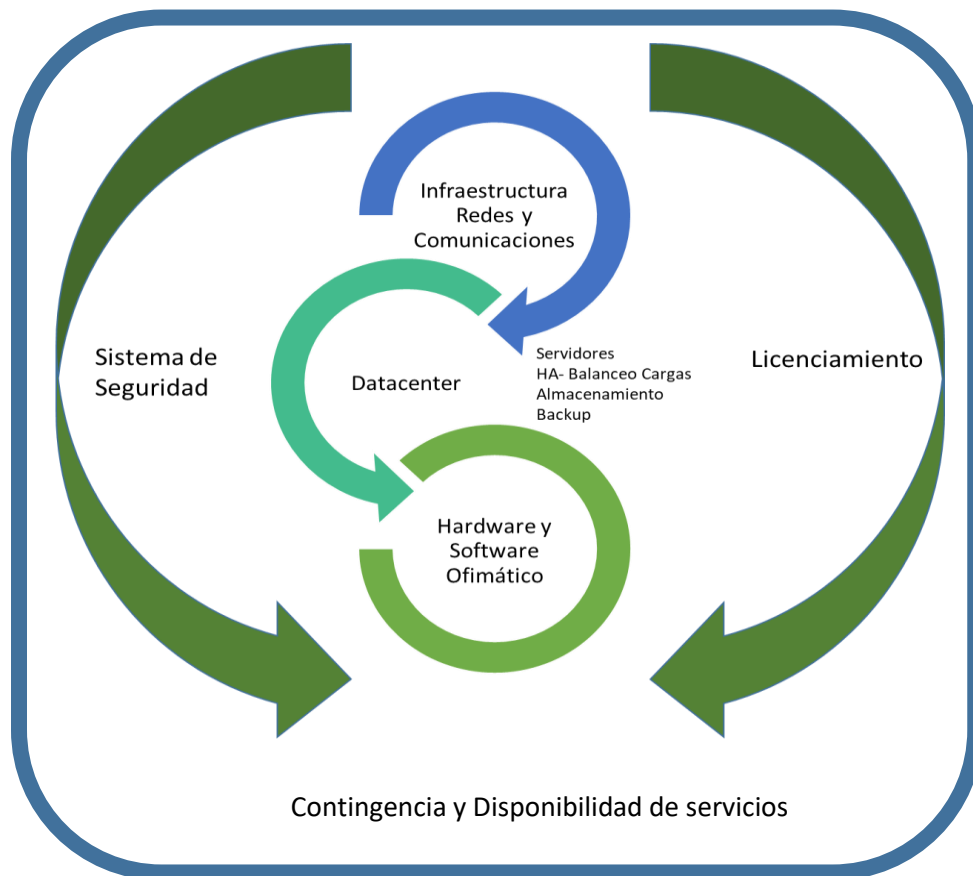 Infraestructura
Redes y
Comunicaciones
Sistema de
Seguridad
Datacenter
Servidores
HA- Balanceo Cargas
Almacenamiento
Backup
Licenciamiento
Hardware y
Software
Ofimático
Contingencia y Disponibilidad de servicios